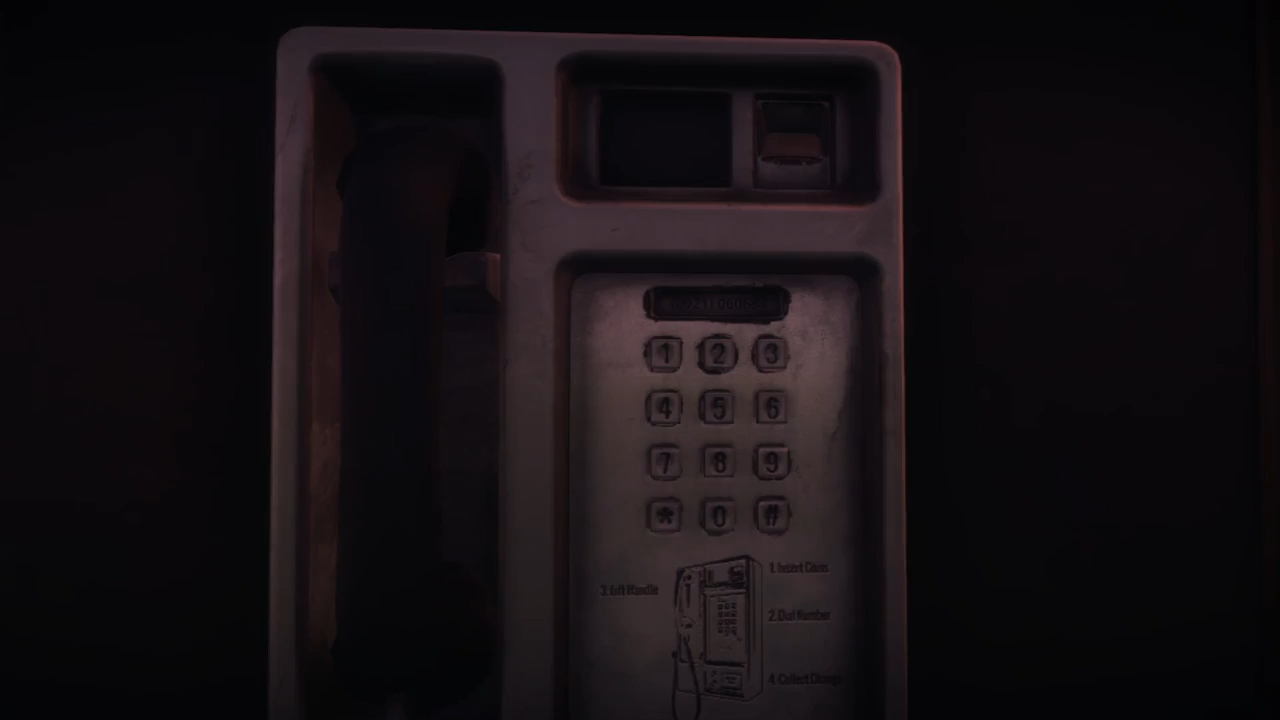 1 2 3
4 5 6
7 8 9
* 0 #
1. Insert Coins
3. Lift Handle
2. Dial Number
4. Collect Change